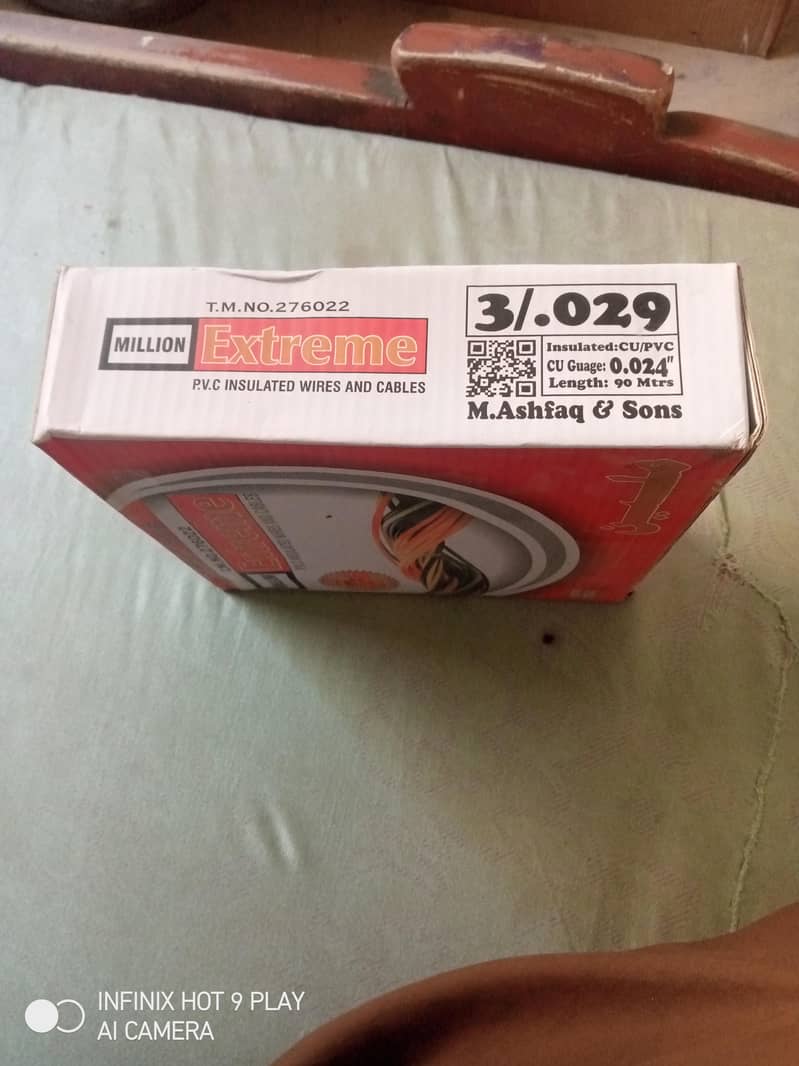 T.M.NO.276022
MILLION Extreme
P.V.C INSULATED WIRES AND CABLES
3/.029
Insulated:CU/PVC
CU Guage: 0.024"
Length: 90 Mtrs
M.Ashfaq & Sons
INFINIX HOT 9 PLAY
AI CAMERA